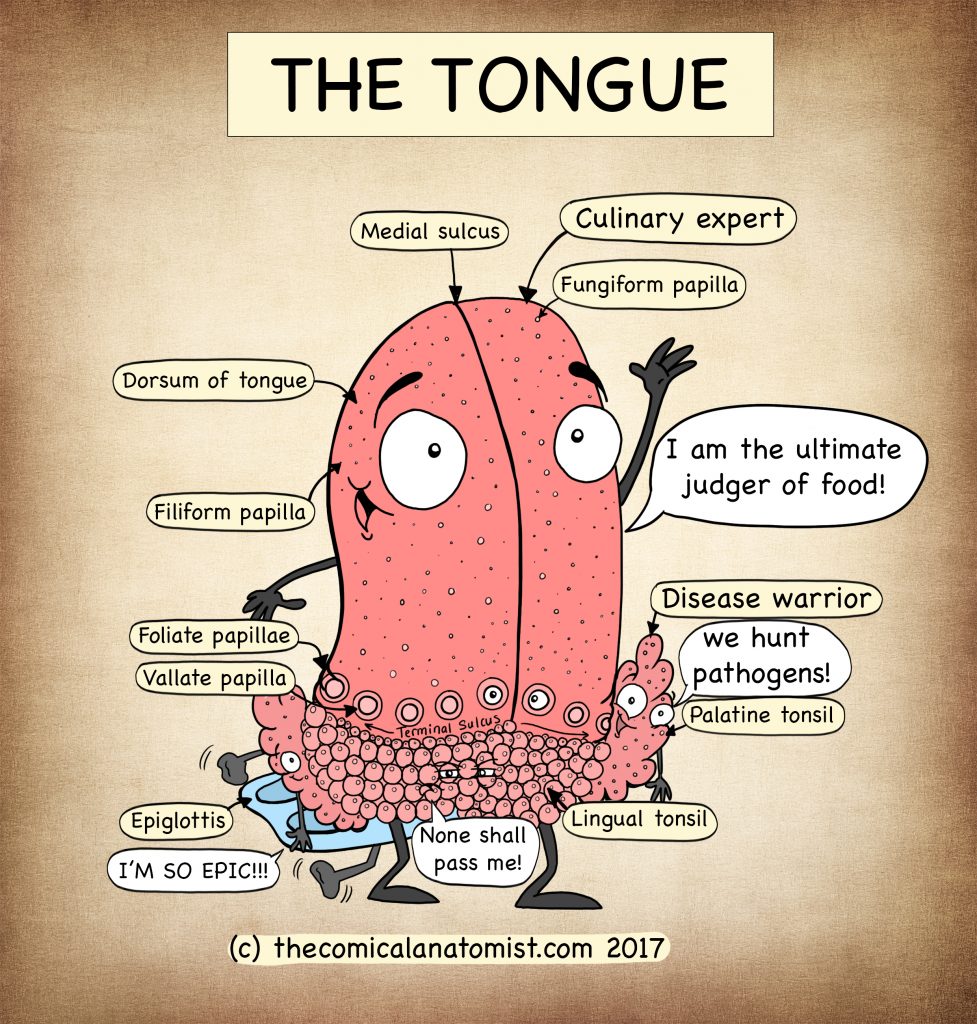 THE TONGUE
Medial sulcus
Culinary expert
Fungiform papilla
Dorsum of tongue
I am the ultimate
judger of food!
Filiform papilla
Disease warrior
Foliate papillae
we hunt
pathogens!
Vallate papilla
Palatine tonsil
Terminal Sulcus
Epiglottis
Lingual tonsil
None shall
pass me!
I'M SO EPIC!!!
(c) thecomicalanatomist.com 2017